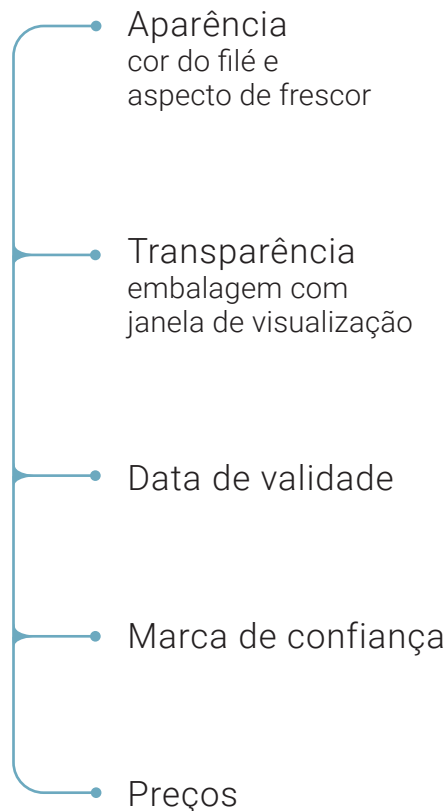 Aparência
cor do filé e
aspecto de frescor
Transparência
embalagem com
janela de visualização
Data de validade
Marca de confiança
Preços